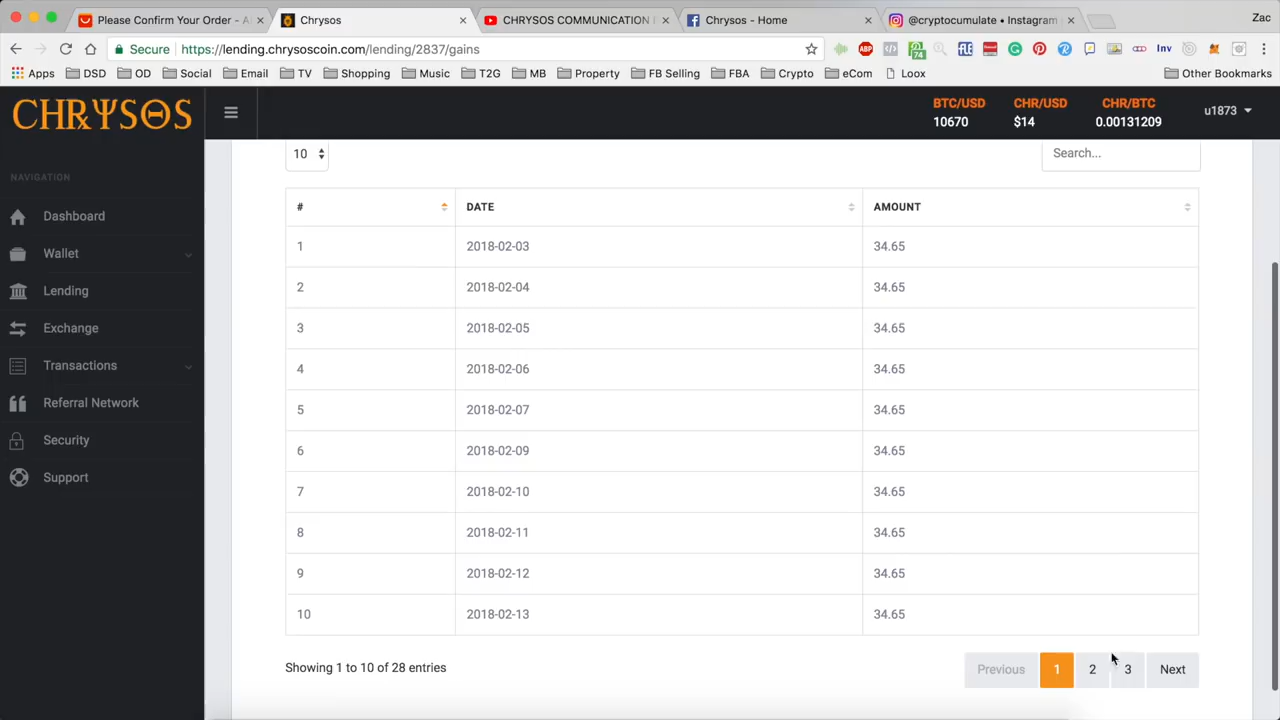 Please Confirm Your Order - A
Chrysos
CHRYSOS COMMUNICATION
Chrysos - Home
@cryptocumulate • Instagram
Zac
Secure
https://lending.chrysoscoin.com/lending/2837/gains
ABP
74
Inv
Apps
DSD
OD
Social
Email
TV
Shopping
Music
T2G
MB
Property
FB Selling
FBA
Crypto
eCom
Loox
Other Bookmarks
CHRΨSΘS
BTC/USD
10670
CHR/USD
$14
CHR/BTC
0.00131209
u1873
NAVIGATION
Dashboard
Wallet
Lending
Exchange
Transactions
Referral Network
Security
Support
10
Search...
# DATE AMOUNT
1 2018-02-03 34.65
2 2018-02-04 34.65
3 2018-02-05 34.65
4 2018-02-06 34.65
5 2018-02-07 34.65
6 2018-02-09 34.65
7 2018-02-10 34.65
8 2018-02-11 34.65
9 2018-02-12 34.65
10 2018-02-13 34.65
Showing 1 to 10 of 28 entries
Previous 1 2 3 Next